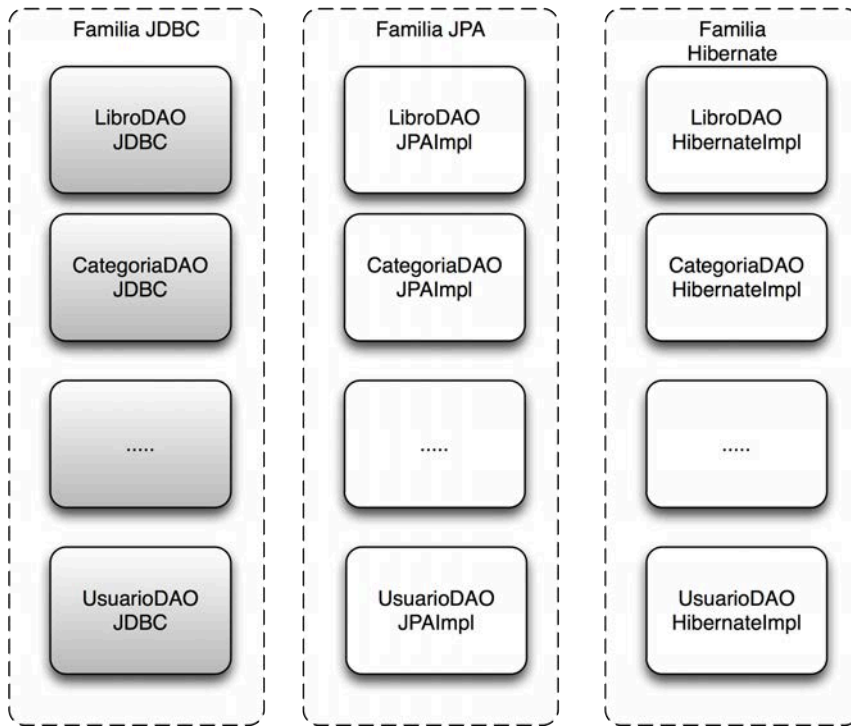 Familia JDBC
LibroDAO
JDBC
CategoriaDAO
JDBC
.....
UsuarioDAO
JDBC
Familia JPA
LibroDAO
JPAImpl
CategoriaDAO
JPAImpl
.....
UsuarioDAO
JPAImpl
Familia
Hibernate
LibroDAO
HibernateImpl
CategoriaDAO
HibernateImpl
.....
UsuarioDAO
HibernateImpl